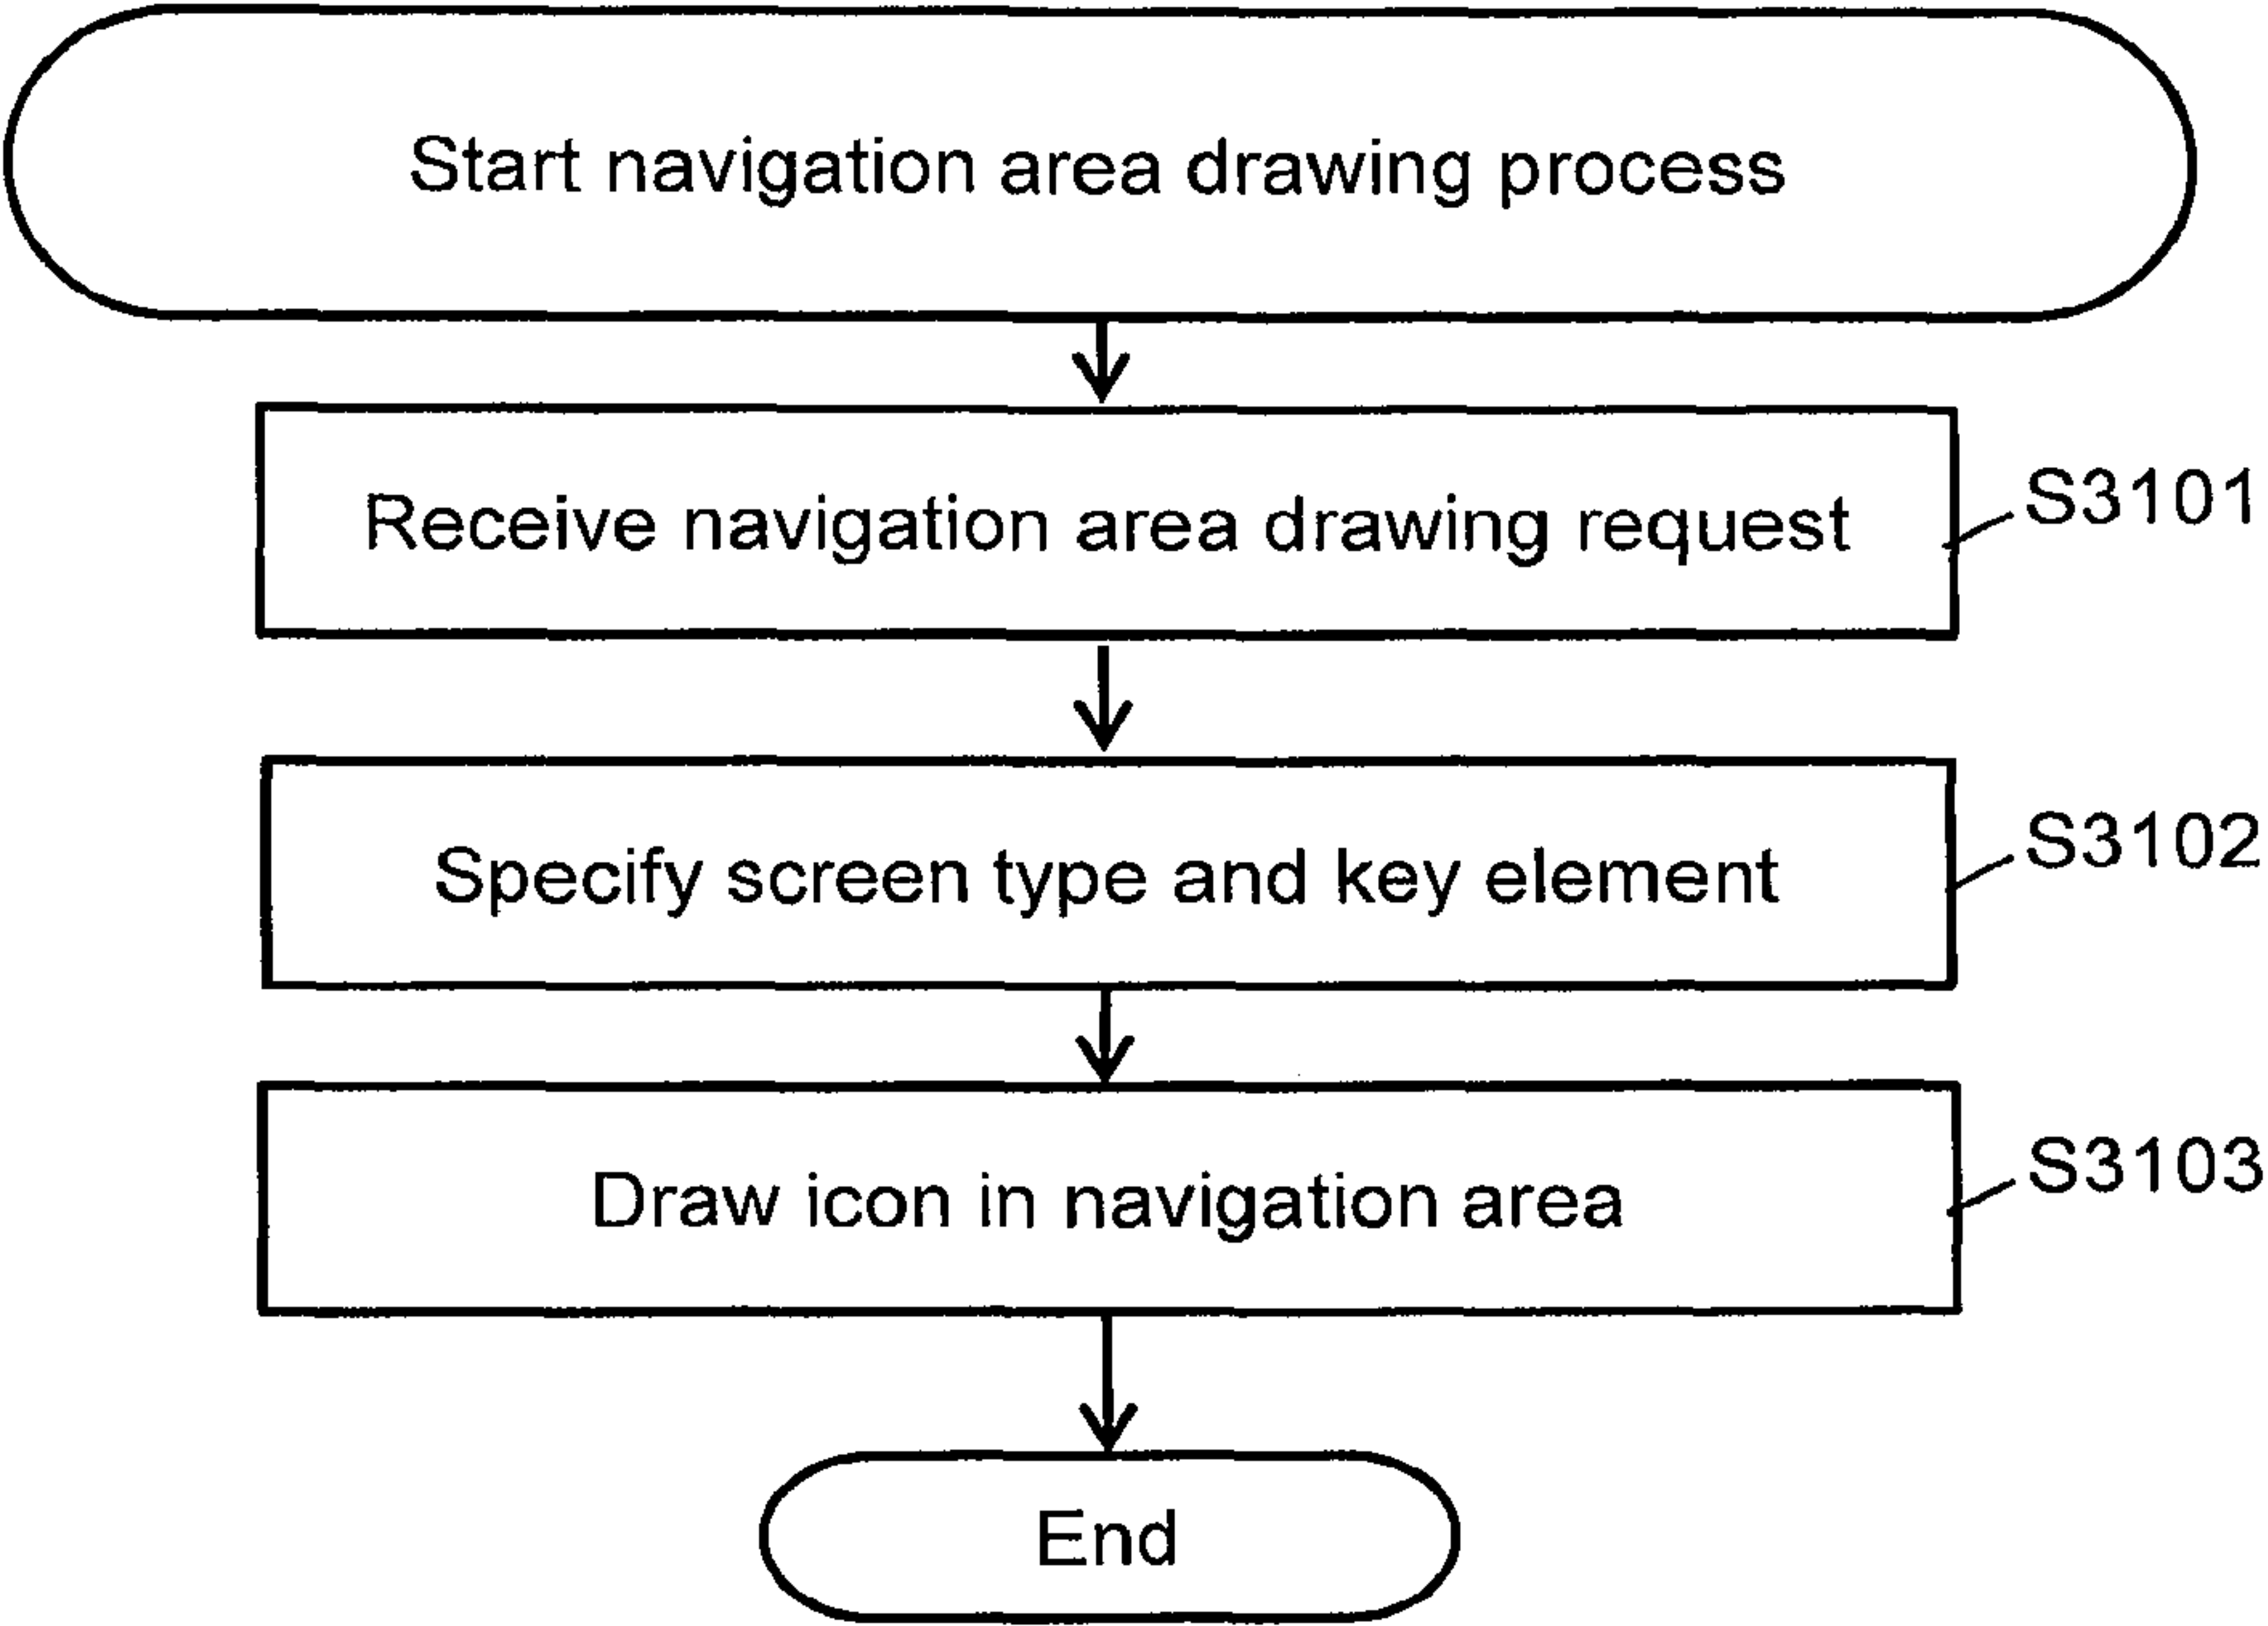 Start navigation area drawing process
Receive navigation area drawing request
S3101
Specify screen type and key element
S3102
Draw icon in navigation area
S3103
End